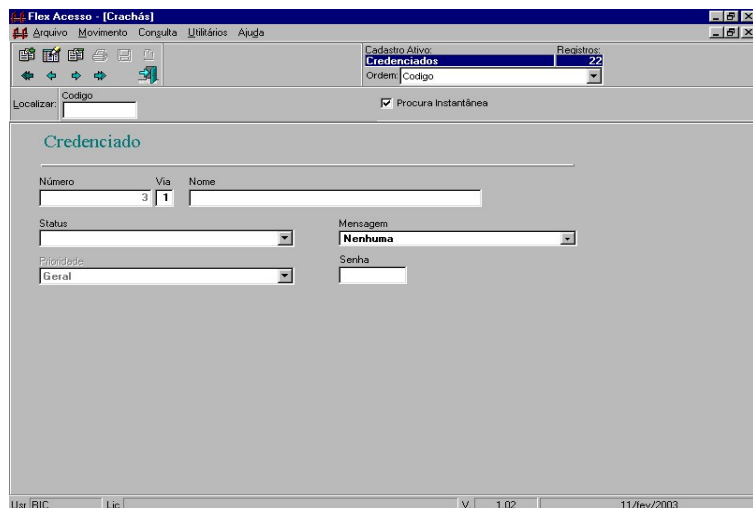 Flex Acesso - [Crachás]
Arquivo Movimento Consulta Utilitários Ajuda
Cadastro Ativo: Registros:
Credenciados 22
Ordem: Codigo
Localizar: Codigo
Procura Instantânea
Credenciado
Número Via Nome
3 1
Status Mensagem
Nenhuma
Prioridade Senha
Geral
Usr RIC Lic V 1.02 11/fev/2003